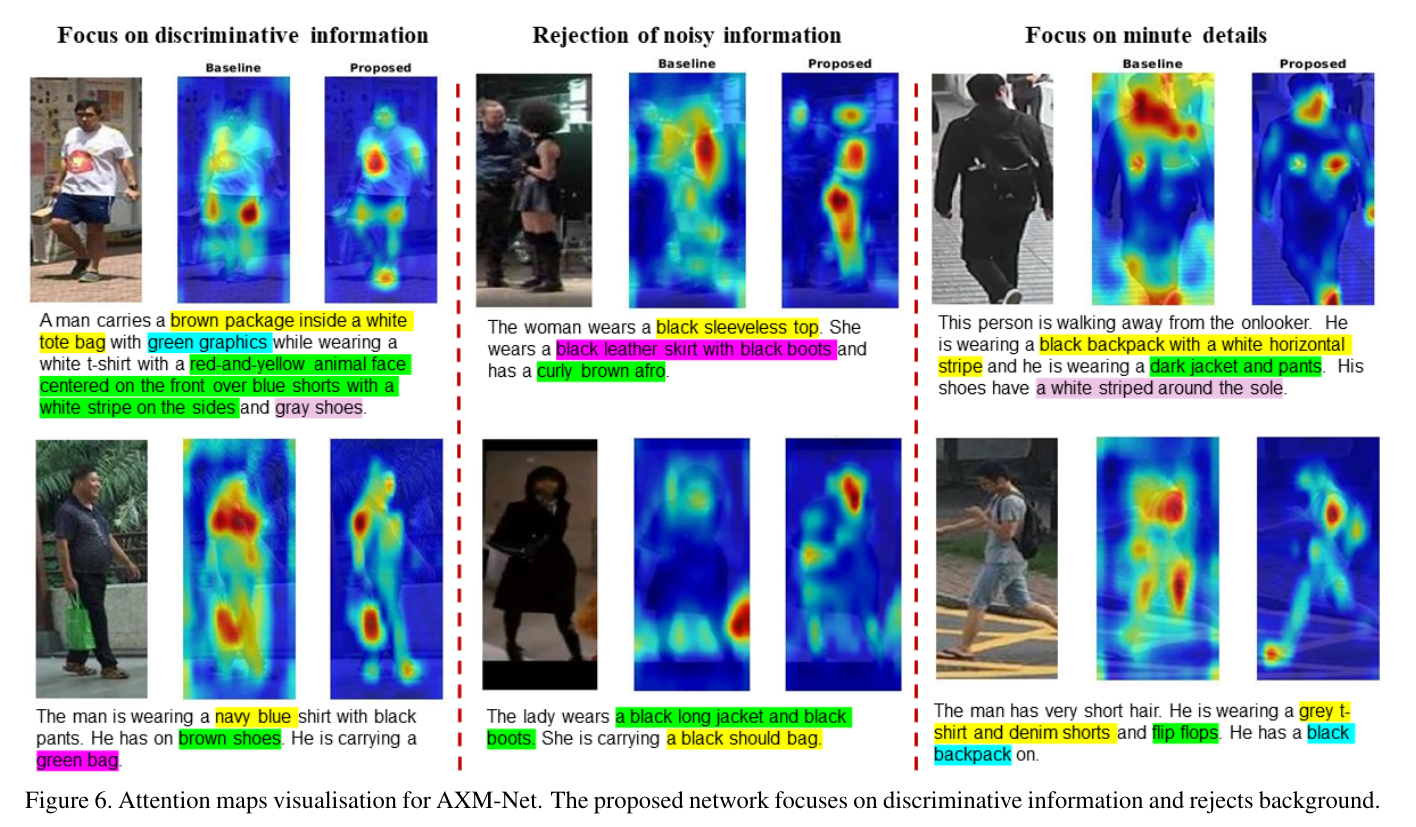 Focus on discriminative information
Baseline
Proposed
A man carries a brown package inside a white
tote bag with green graphics while wearing a
white t-shirt with a red-and-yellow animal face
centered on the front over blue shorts with a
white stripe on the sides and gray shoes.
The man is wearing a navy blue shirt with black
pants. He has on brown shoes. He is carrying a
green bag.
Rejection of noisy information
Baseline
Proposed
The woman wears a black sleeveless top. She
wears a black leather skirt with black boots and
has a curly brown afro.
The lady wears a black long jacket and black
boots. She is carrying a black should bag.
Focus on minute details
Baseline
Proposed
This person is walking away from the onlooker. He
is wearing a black backpack with a white horizontal
stripe and he is wearing a dark jacket and pants. His
shoes have a white striped around the sole.
The man has very short hair. He is wearing a grey t-
shirt and denim shorts and flip flops. He has a black
backpack on.
Figure 6. Attention maps visualisation for AXM-Net. The proposed network focuses on discriminative information and rejects background.